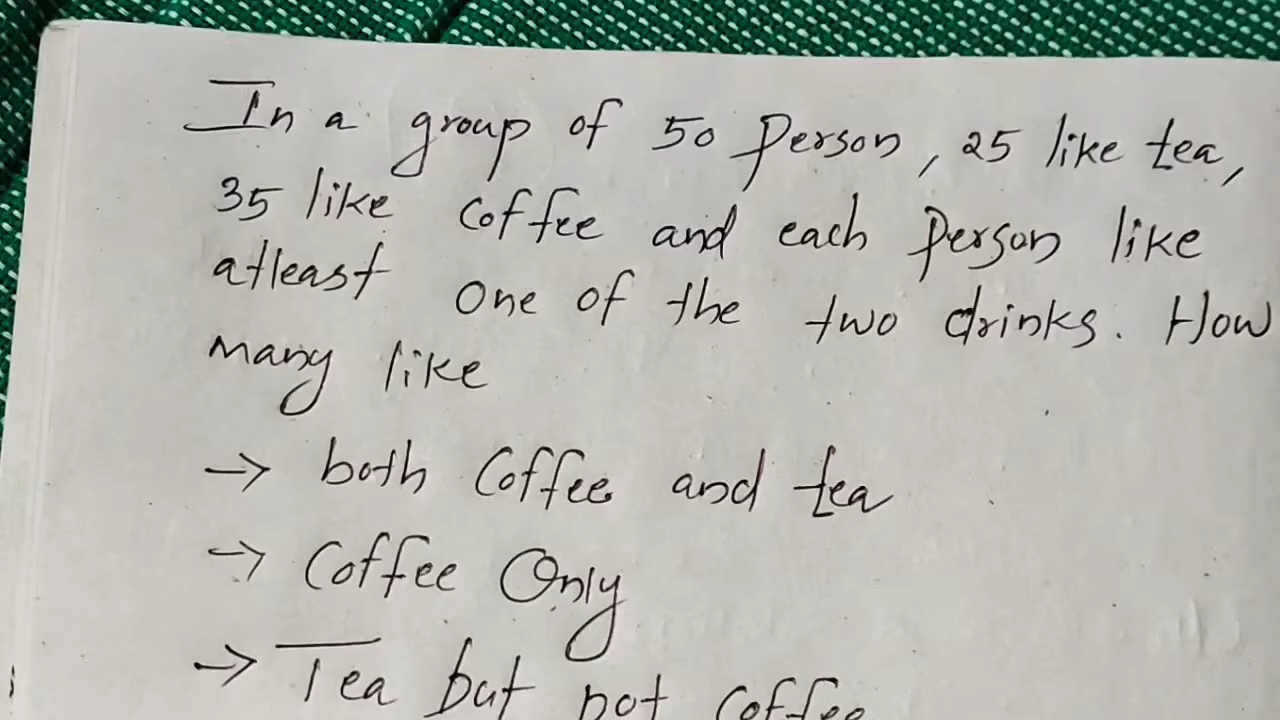 In a group of 50 Person, 25 like tea,
35 like coffee and each Person like
atleast one of the two drinks. How
many like
→ both Coffee and tea
→ Coffee Only
→ Tea but not coffee